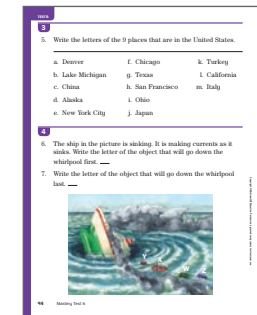 3
5. Write the letters of the 9 places that are in the United States.
a. Denver f. Chicago k. Turkey
b. Lake Michigan g. Texas l. California
c. China h. San Francisco m. Italy
d. Alaska i. Ohio
e. New York City j. Japan
4
6. The ship in the picture is sinking. It is making currents as it
sinks. Write the letter of the object that will go down the
whirlpool first.
7. Write the letter of the object that will go down the whirlpool
last.
Y
X
W
Z
94 Mastery Test 6